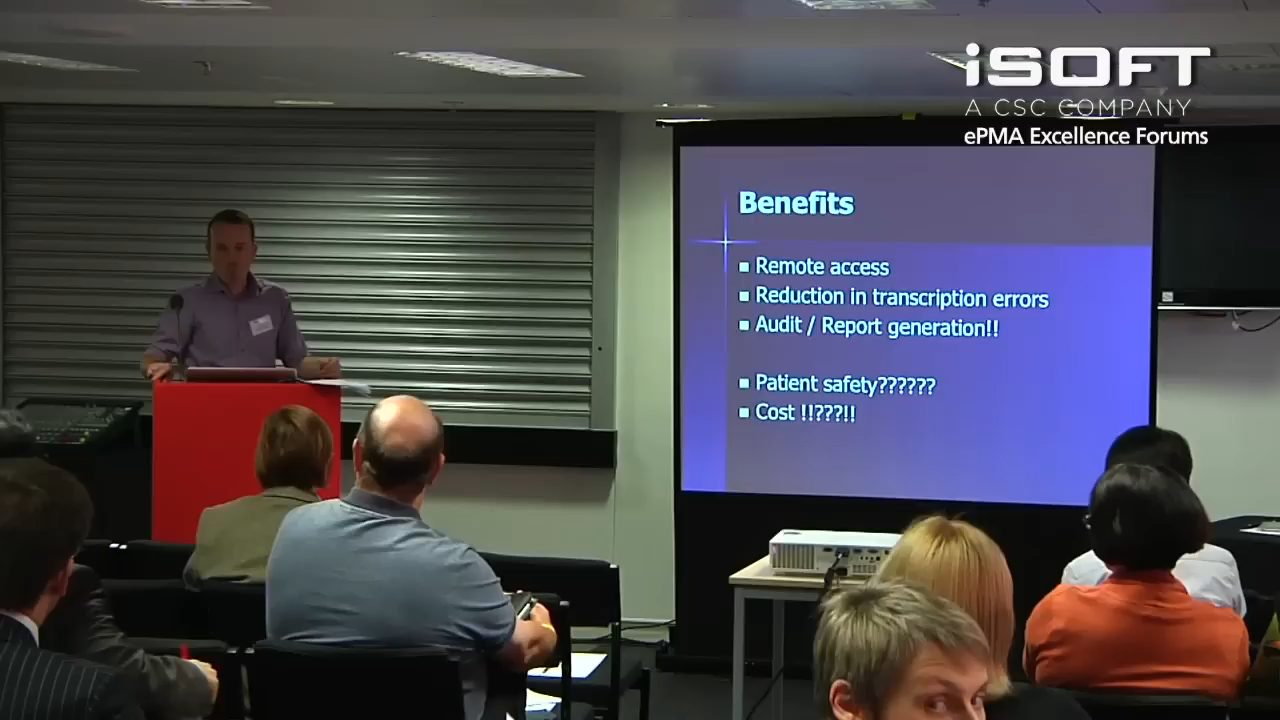 iSOFT
A CSC COMPANY
ePMA Excellence Forums
Benefits
Remote access
Reduction in transcription errors
Audit / Report generation!!
Patient safety??????
Cost !!???!!